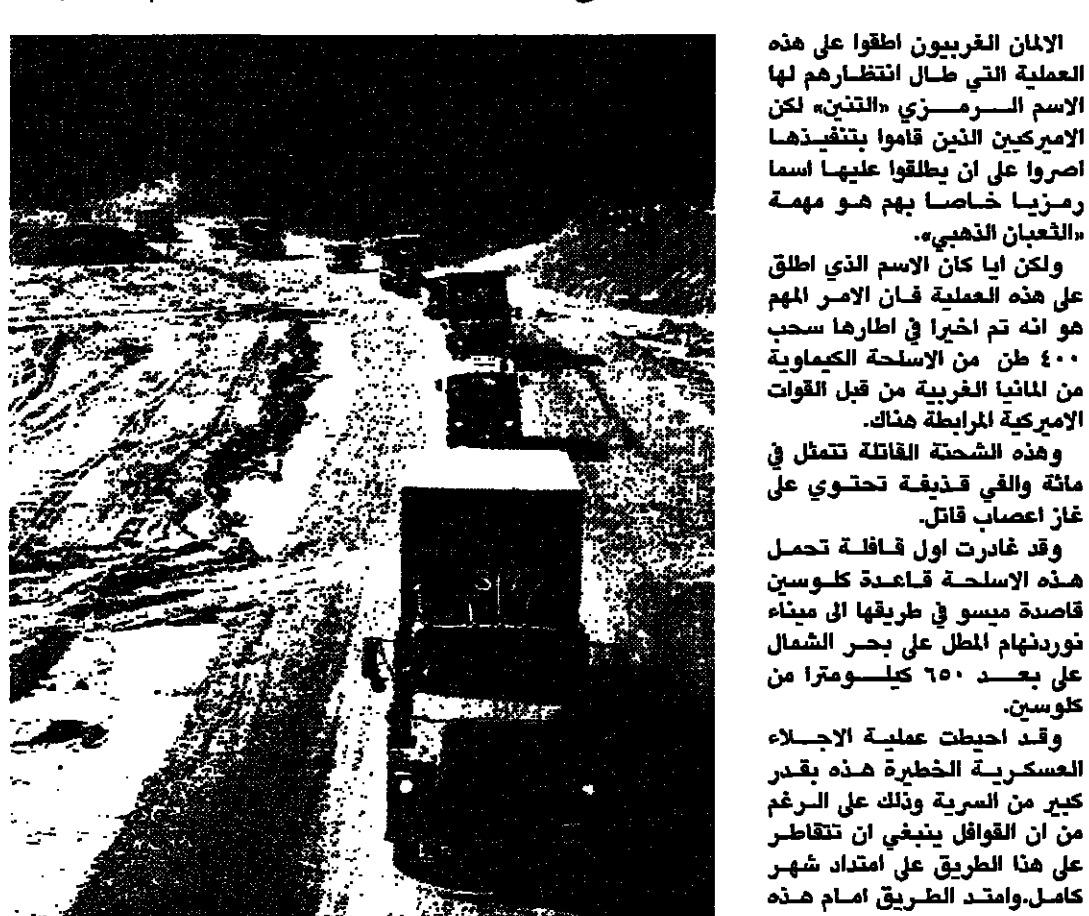 الالمان الغربيون اطقوا على هذه
العملية التي طال انتظارهم لها
الاسم الرمزي «التنين» لكن
الاميركيين الذين قاموا بتنفيذها
اصروا على ان يطلقوا عليها اسما
رمزيا خاصا بهم هو مهمة
«الثعبان الذهبي».
ولكن ايا كان الاسم الذي اطلق
على هذه العملية فان الامر المهم
هو انه تم اخيرا في اطارها سحب
٤٠٠ طن من الاسلحة الكيماوية
من المانيا الغربية من قبل القوات
الاميركية المرابطة هناك.
وهذه الشحنة القاتلة تتمثل في
مائة والفي قذيفة تحتوي على
غاز اعصاب قاتل.
وقد غادرت اول قافلة تحمل
هذه الاسلحة قاعدة كلوسين
قاصدة ميسو في طريقها الى ميناء
نوردنهام المطل على بحر الشمال
على بعد ٦٥٠ كيلومترا من
كلوسين.
وقد احيطت عملية الاجلاء
العسكرية الخطيرة هذه بقدر
كبير من السرية وذلك على الرغم
من ان القوافل ينبغي ان تتقاطر
على هذا الطريق على امتداد شهر
كامل.وامتد الطريق امام هذه